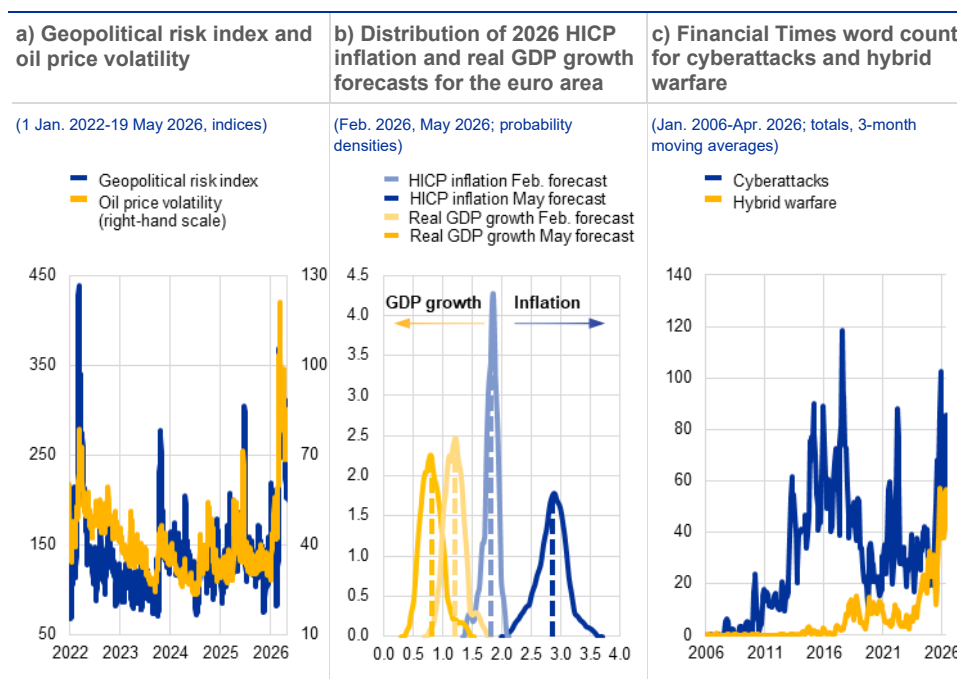 a) Geopolitical risk index and
oil price volatility
(1 Jan. 2022-19 May 2026, indices)
Geopolitical risk index
Oil price volatility
(right-hand scale)
450
350
250
150
50
130
100
70
40
10
2022 2023 2024 2025 2026
b) Distribution of 2026 HICP
inflation and real GDP growth
forecasts for the euro area
(Feb. 2026, May 2026; probability
densities)
HICP inflation Feb. forecast
HICP inflation May forecast
Real GDP growth Feb. forecast
Real GDP growth May forecast
GDP growth Inflation
4.5
4.0
3.5
3.0
2.5
2.0
1.5
1.0
0.5
0.0
0.0 0.5 1.0 1.5 2.0 2.5 3.0 3.5 4.0
c) Financial Times word count
for cyberattacks and hybrid
warfare
(Jan. 2006-Apr. 2026; totals, 3-month
moving averages)
Cyberattacks
Hybrid warfare
140
120
100
80
60
40
20
0
2006 2011 2016 2021 2026